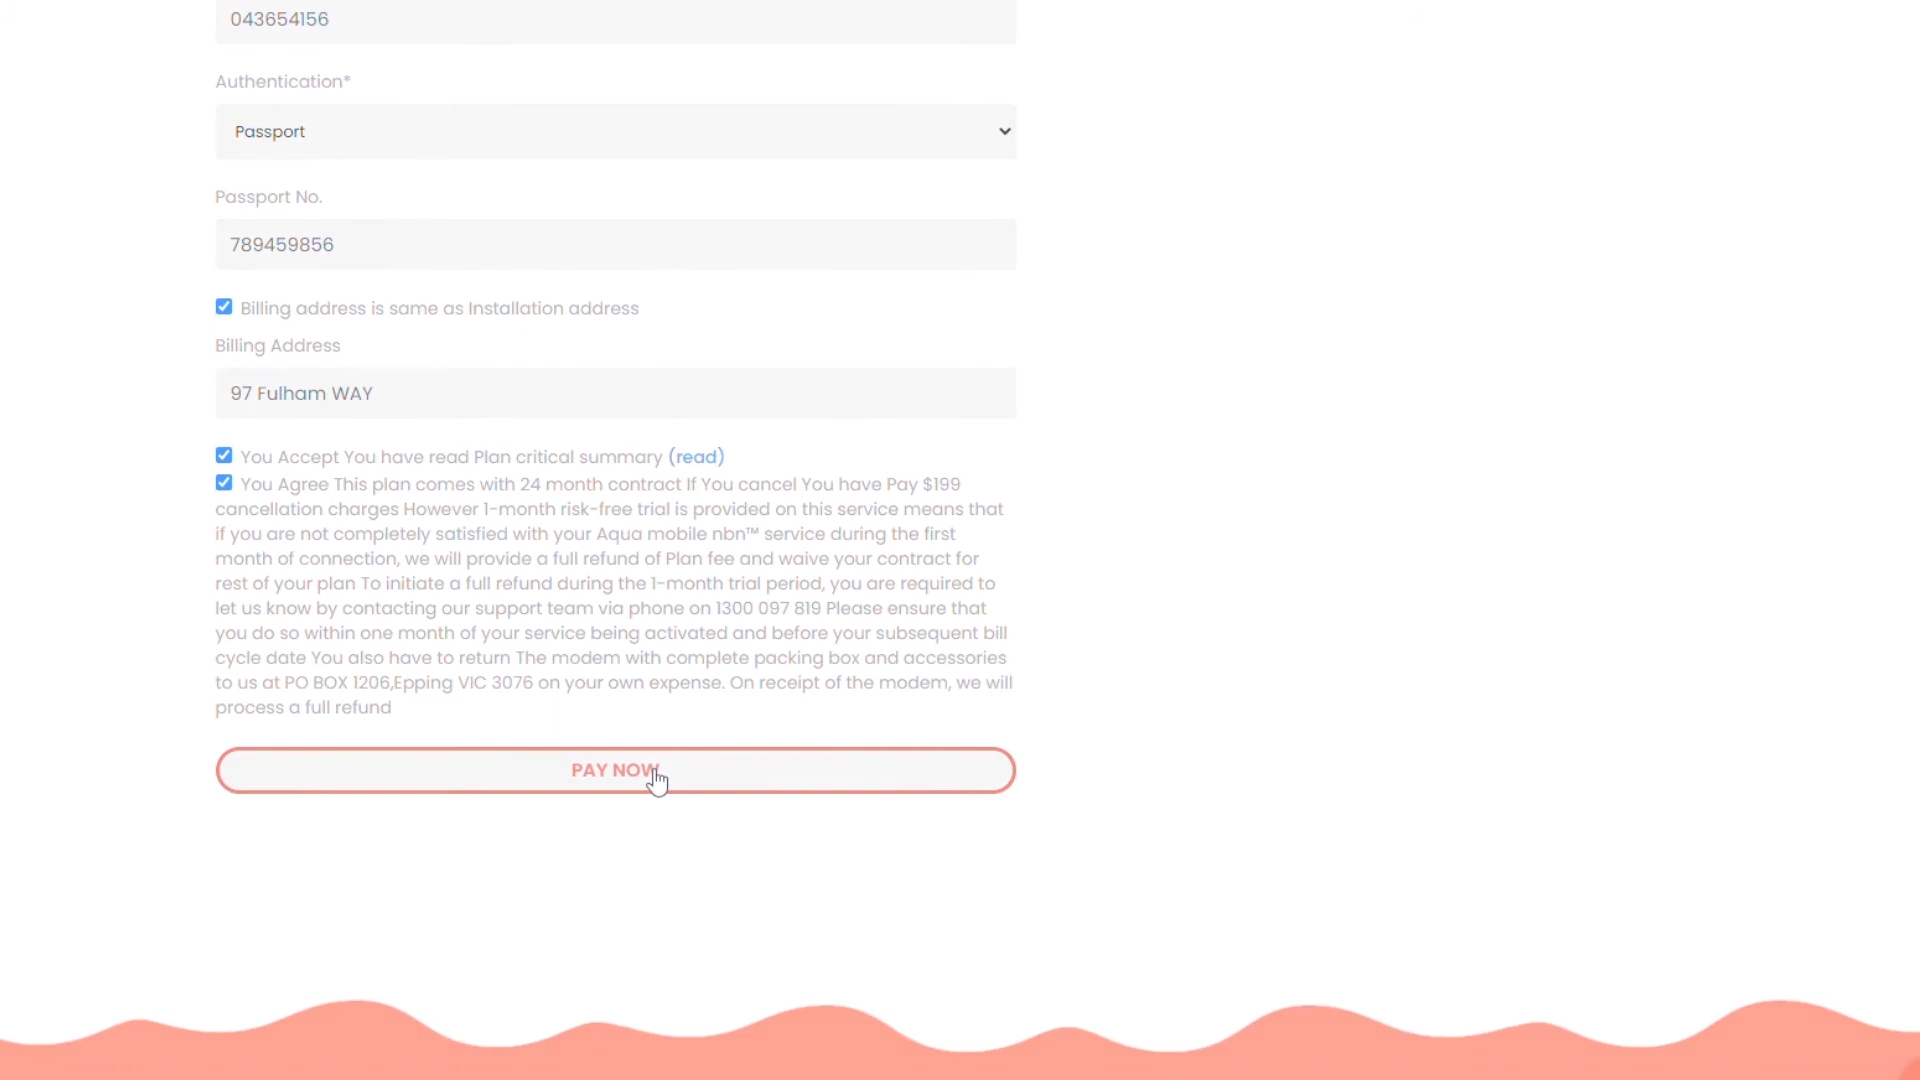 043654156
Authentication*
Passport
Passport No.
789459856
Billing address is same as Installation address
Billing Address
97 Fulham WAY
You Accept You have read Plan critical summary (read)
You Agree This plan comes with 24 month contract If You cancel You have Pay $199
cancellation charges However 1-month risk-free trial is provided on this service means that
if you are not completely satisfied with your Aqua mobile nbn™ service during the first
month of connection, we will provide a full refund of Plan fee and waive your contract for
rest of your plan To initiate a full refund during the 1-month trial period, you are required to
let us know by contacting our support team via phone on 1300 097 819 Please ensure that
you do so within one month of your service being activated and before your subsequent bill
cycle date You also have to return The modem with complete packing box and accessories
to us at PO BOX 1206,Epping VIC 3076 on your own expense. On receipt of the modem, we will
process a full refund
PAY NOW